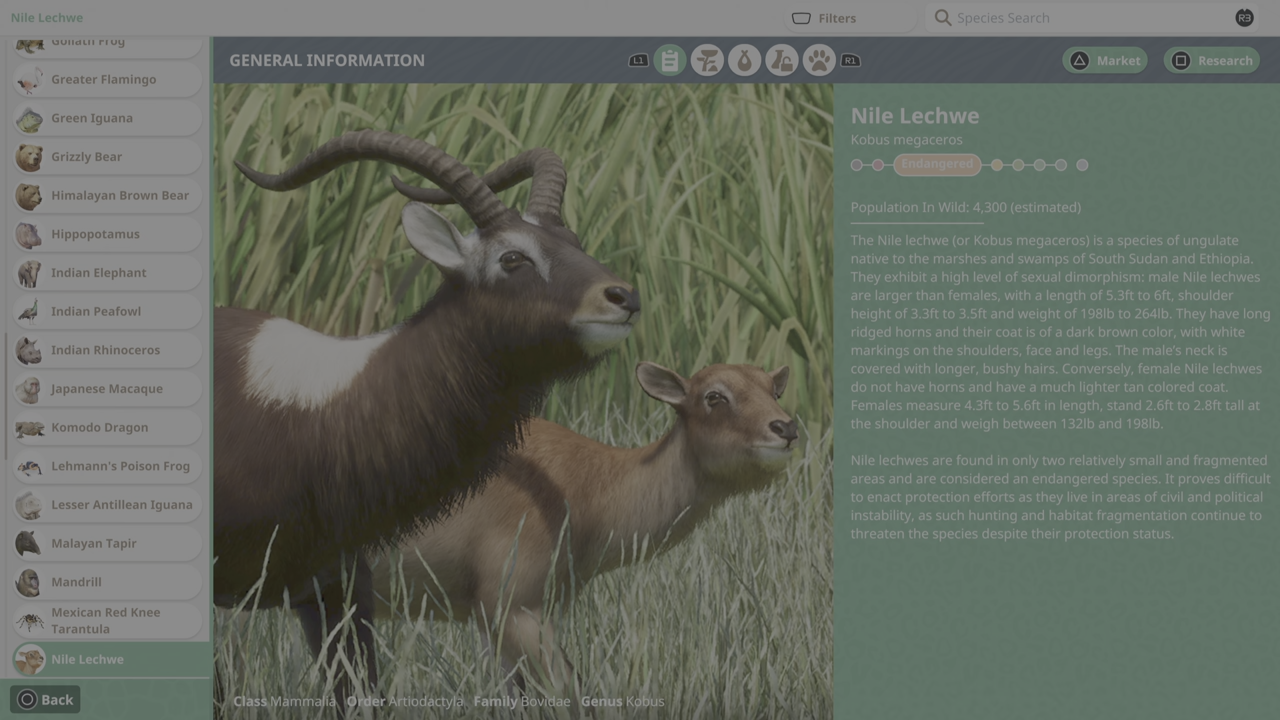 Nile Lechwe
Filters
Species Search
R3
Goliath Frog
Greater Flamingo
Green Iguana
Grizzly Bear
Himalayan Brown Bear
Hippopotamus
Indian Elephant
Indian Peafowl
Indian Rhinoceros
Japanese Macaque
Komodo Dragon
Lehmann's Poison Frog
Lesser Antillean Iguana
Malayan Tapir
Mandrill
Mexican Red Knee
Tarantula
Nile Lechwe
Back
GENERAL INFORMATION
L1
R1
Market
Research
Class Mammalia Order Artiodactyla Family Bovidae Genus Kobus
Nile Lechwe
Kobus megaceros
Endangered
Population In Wild: 4,300 (estimated)
The Nile lechwe (or Kobus megaceros) is a species of ungulate
native to the marshes and swamps of South Sudan and Ethiopia.
They exhibit a high level of sexual dimorphism: male Nile lechwes
are larger than females, with a length of 5.3ft to 6ft, shoulder
height of 3.3ft to 3.5ft and weight of 198lb to 264lb. They have long
ridged horns and their coat is of a dark brown color, with white
markings on the shoulders, face and legs. The male's neck is
covered with longer, bushy hairs. Conversely, female Nile lechwes
do not have horns and have a much lighter tan colored coat.
Females measure 4.3ft to 5.6ft in length, stand 2.6ft to 2.8ft tall at
the shoulder and weigh between 132lb and 198lb.
Nile lechwes are found in only two relatively small and fragmented
areas and are considered an endangered species. It proves difficult
to enact protection efforts as they live in areas of civil and political
instability, as such hunting and habitat fragmentation continue to
threaten the species despite their protection status.